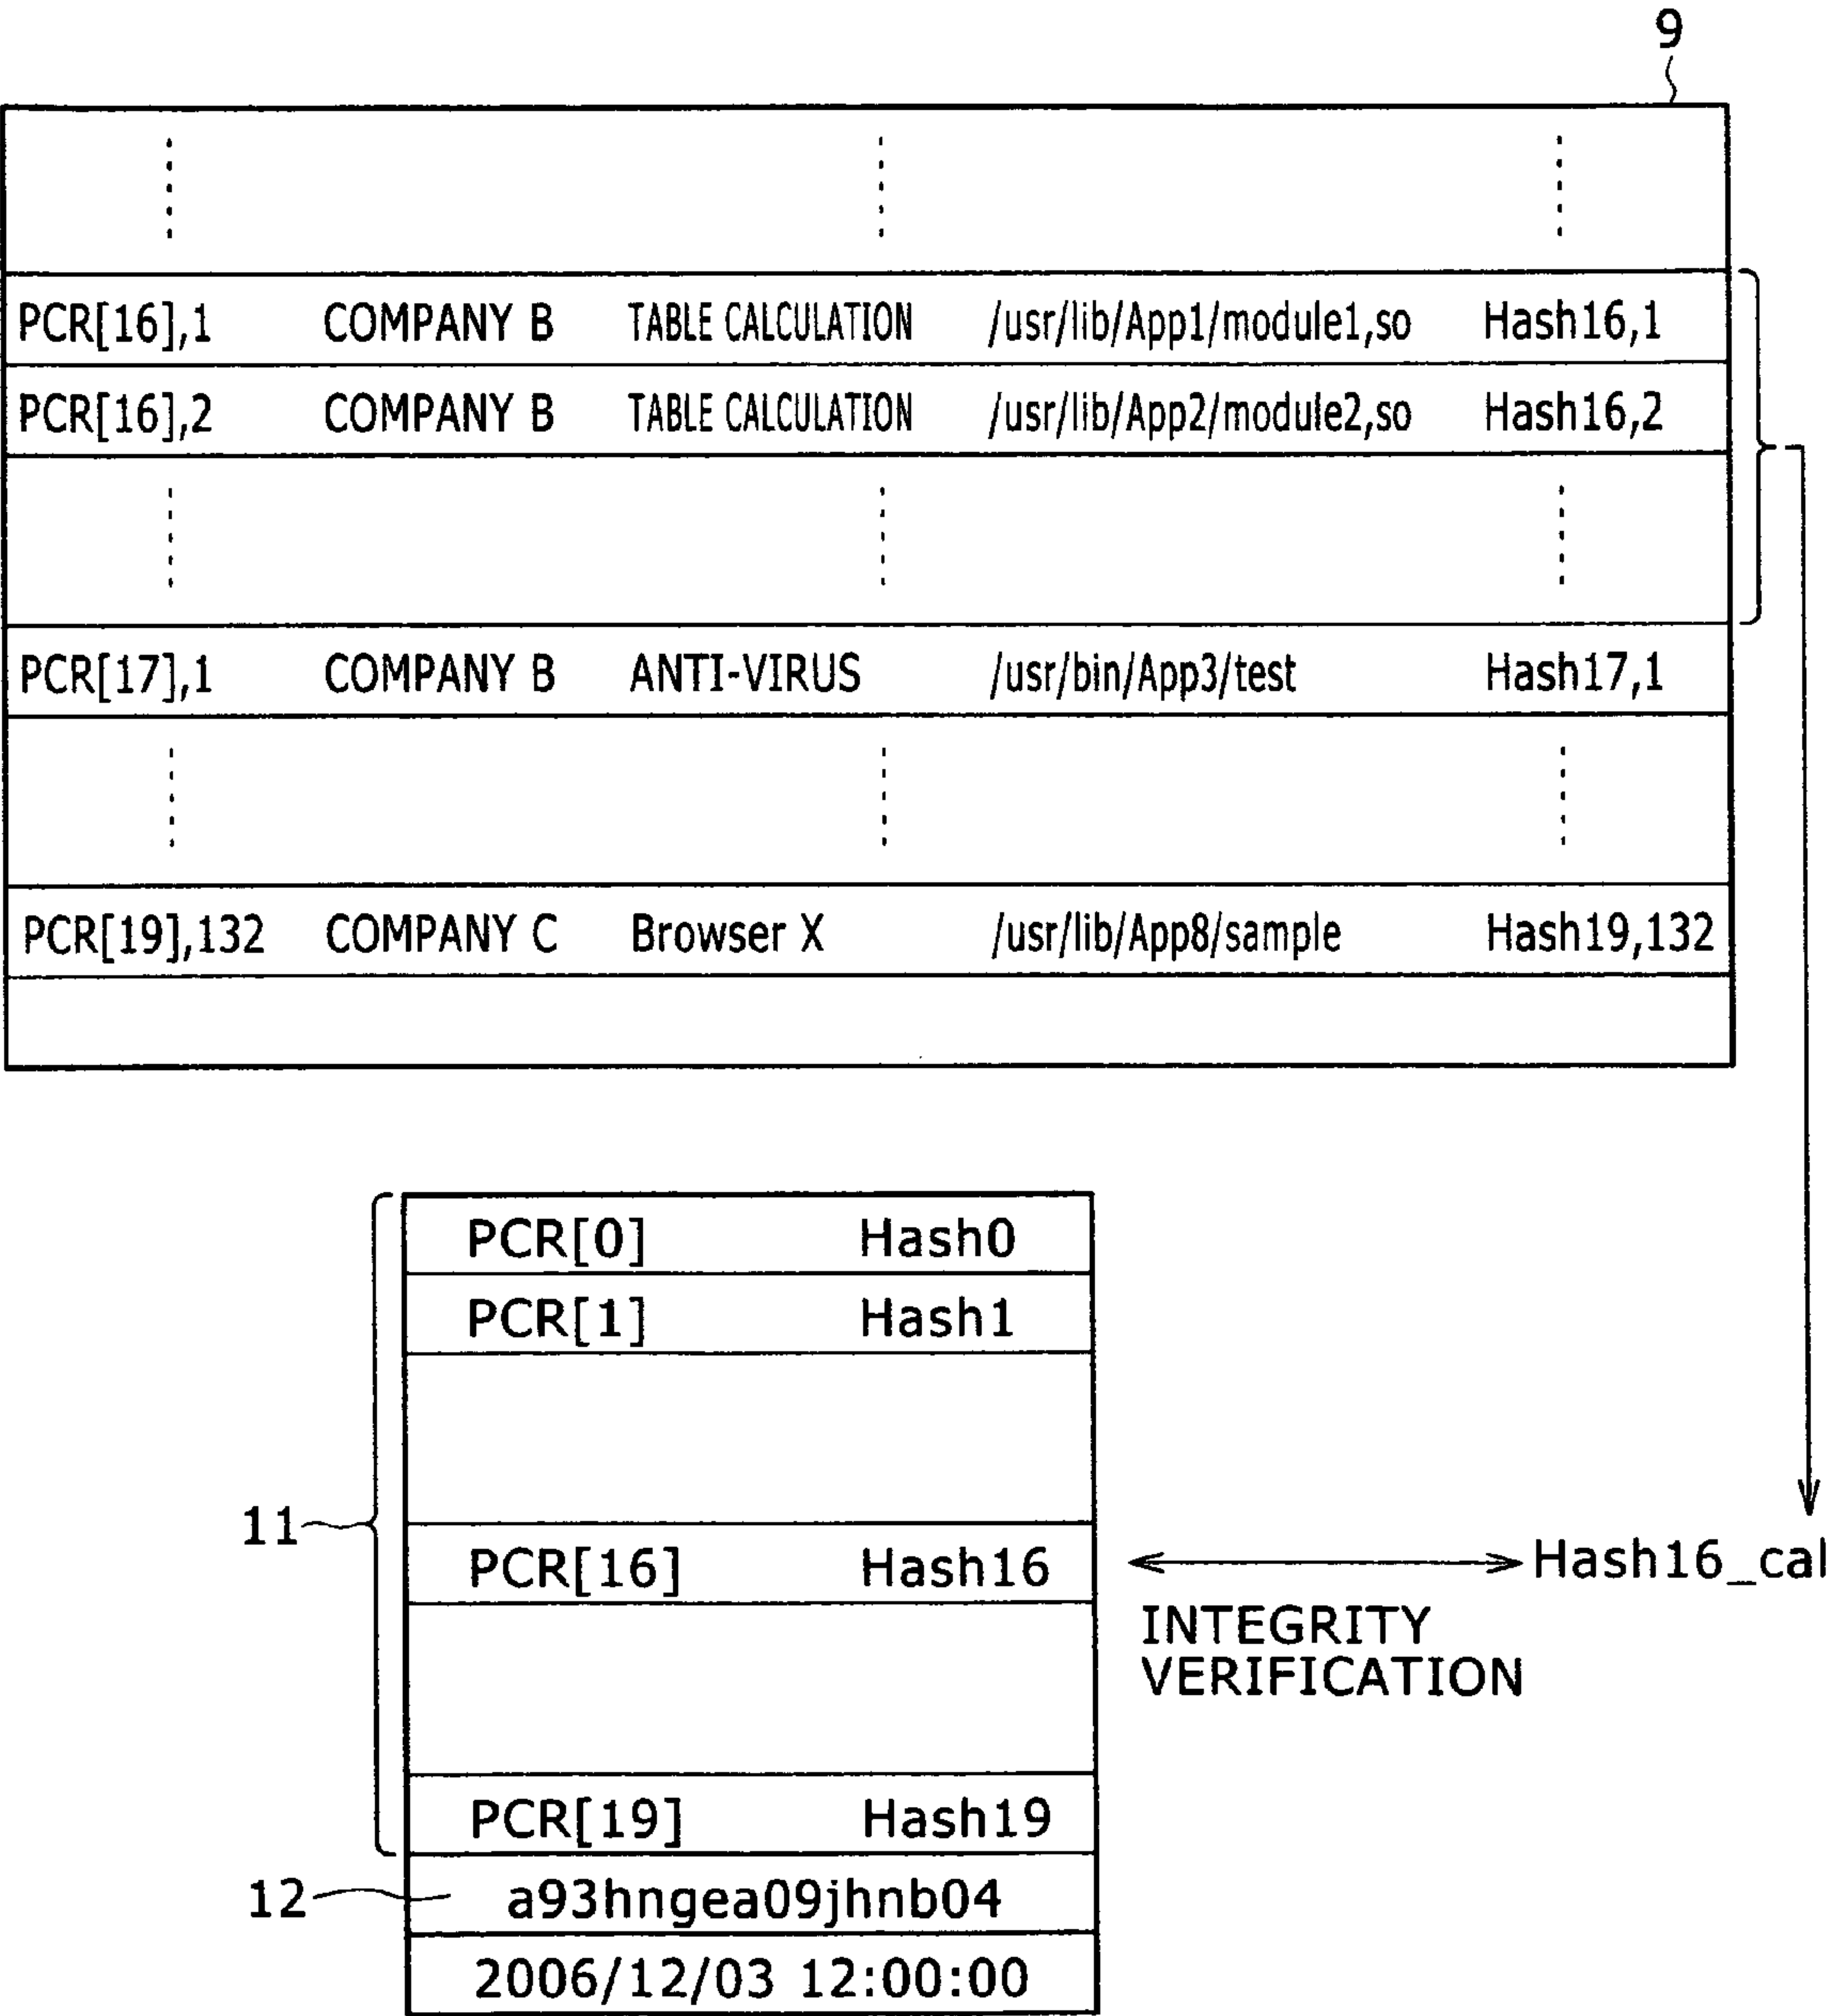 9
PCR[16],1 COMPANY B TABLE CALCULATION /usr/lib/App1/module1,so Hash16,1
PCR[16],2 COMPANY B TABLE CALCULATION /usr/lib/App2/module2,so Hash16,2
PCR[17],1 COMPANY B ANTI-VIRUS /usr/bin/App3/test Hash17,1
PCR[19],132 COMPANY C Browser X /usr/lib/App8/sample Hash19,132
PCR[0] Hash0
PCR[1] Hash1
11
PCR[16] Hash16 Hash16_cal
INTEGRITY
VERIFICATION
PCR[19] Hash19
12 a93hngea09jhnb04
2006/12/03 12:00:00